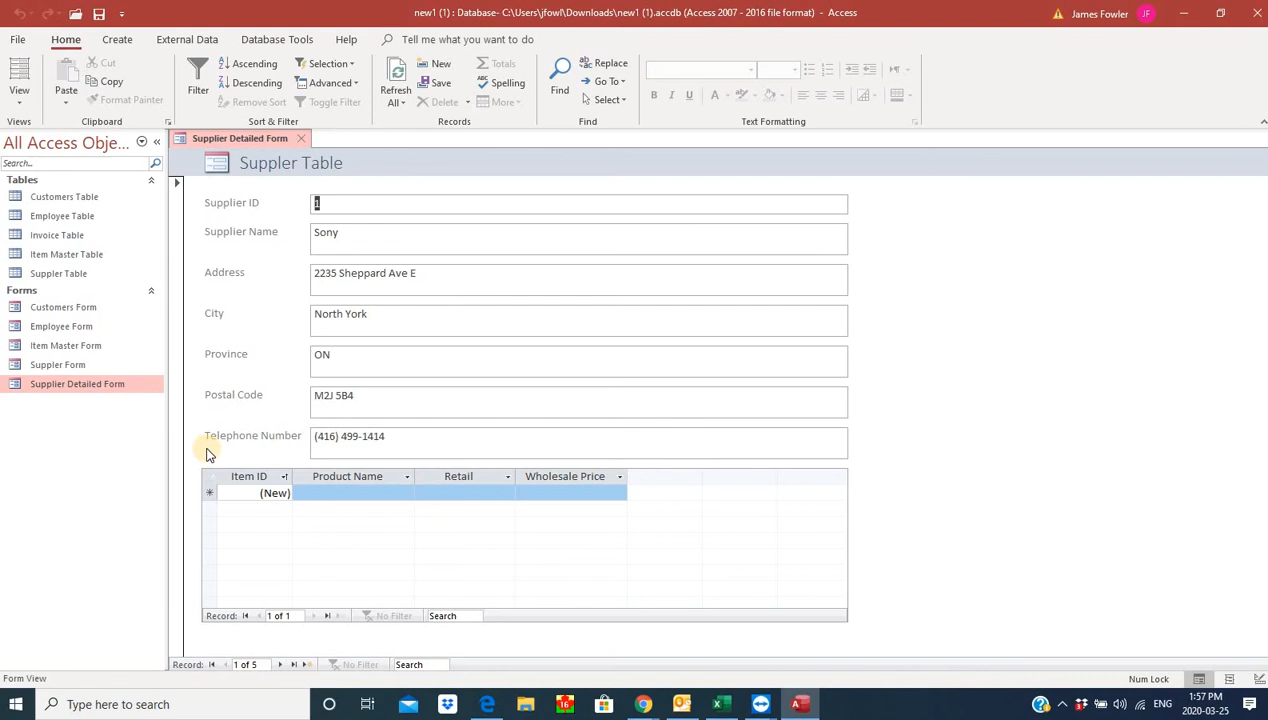 new1 (1) : Database- C:\Users\jfowl\Downloads\new1 (1).accdb (Access 2007 - 2016 file format) - Access
James Fowler
JF
File
Home
Create
External Data
Database Tools
Help
Tell me what you want to do
View
Views
Paste
Cut
Copy
Format Painter
Clipboard
Filter
Ascending
Descending
Remove Sort
Selection
Advanced
Toggle Filter
Sort & Filter
Refresh
All
New
Save
Delete
Totals
Spelling
More
Records
Find
Replace
Go To
Select
Find
B I U
A
Text Formatting
All Access Obje...
Search...
Tables
Customers Table
Employee Table
Invoice Table
Item Master Table
Suppler Table
Forms
Customers Form
Employee Form
Item Master Form
Suppler Form
Supplier Detailed Form
Supplier Detailed Form
Suppler Table
Supplier ID 1
Supplier Name Sony
Address 2235 Sheppard Ave E
City North York
Province ON
Postal Code M2J 5B4
Telephone Number (416) 499-1414
Item ID Product Name Retail Wholesale Price
(New)
Record: 1 of 1 No Filter Search
Record: 1 of 5 No Filter Search
Form View
Num Lock
Type here to search
16
ENG
1:57 PM
2020-03-25